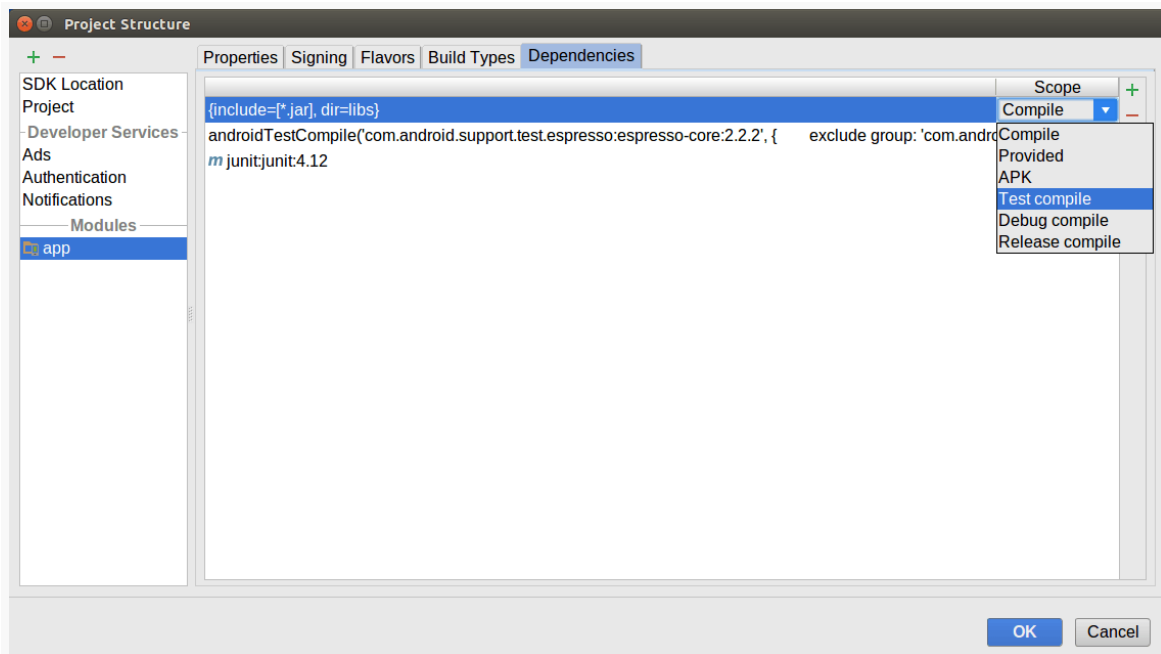 Project Structure
Properties Signing Flavors Build Types Dependencies
SDK Location
Project
Developer Services
Ads
Authentication
Notifications
Modules
app
Scope
{include=[*.jar], dir=libs} Compile
androidTestCompile('com.android.support.test.espresso:espresso-core:2.2.2', { exclude group: 'com.andro
m junit:junit:4.12
Compile
Provided
APK
Test compile
Debug compile
Release compile
OK Cancel